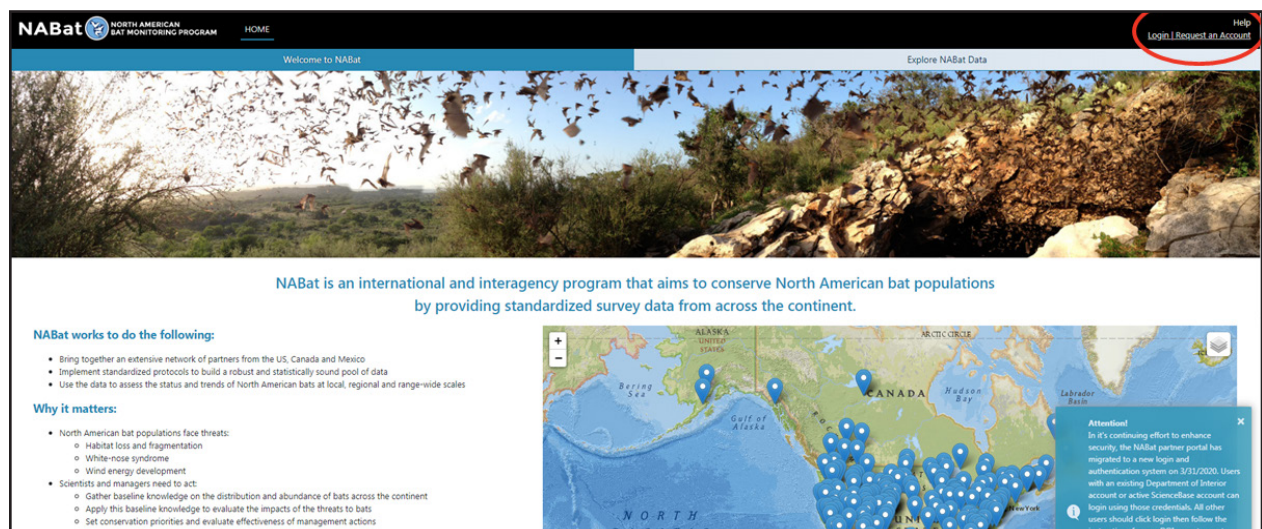 NABat NORTH AMERICAN
BAT MONITORING PROGRAM
HOME
Help
Login | Request an Account
Welcome to NABat
Explore NABat Data
NABat is an international and interagency program that aims to conserve North American bat populations
by providing standardized survey data from across the continent.
NABat works to do the following:
• Bring together an extensive network of partners from the US, Canada and Mexico
• Implement standardized protocols to build a robust and statistically sound pool of data
• Use the data to assess the status and trends of North American bats at local, regional and range-wide scales
Why it matters:
• North American bat populations face threats:
Habitat loss and fragmentation
White-nose syndrome
Wind energy development
• Scientists and managers need to act:
Gather baseline knowledge on the distribution and abundance of bats across the continent
Apply this baseline knowledge to evaluate the impacts of the threats to bats
Set conservation priorities and evaluate effectiveness of management actions
+
−
ALASKA
UNITED
STATES
ARCTIC CIRCLE
Bering
Sea
Gulf of
Alaska
CANADA
Hudson
Bay
Labrador
Basin
NORTH
UNI
New York
Attention!
×
In it's continuing effort to enhance
security, the NABat partner portal has
migrated to a new login and
authentication system on 3/31/2020. Users
with an existing Department of Interior
account or active ScienceBase account can
login using those credentials. All other
users should click login then follow the